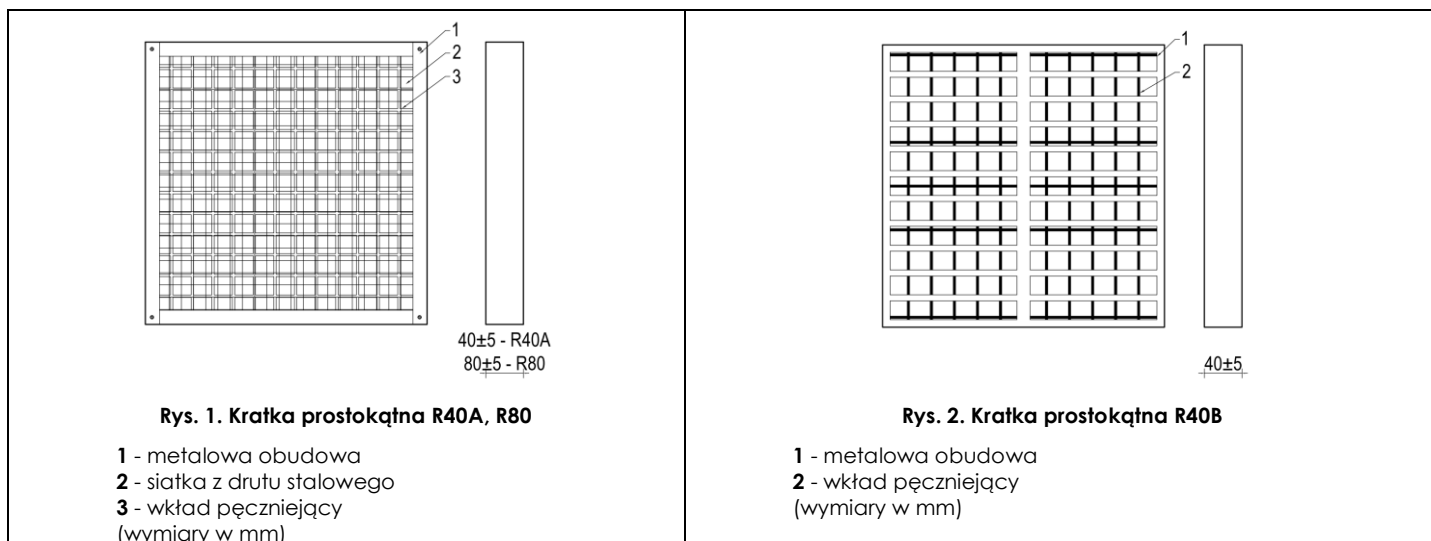 1
2
3
40±5 - R40A
80±5 - R80
Rys. 1. Kratka prostokątna R40A, R80
1 - metalowa obudowa
2 - siatka z drutu stalowego
3 - wkład pęczniejący
(wymiary w mm)
1
2
40±5
Rys. 2. Kratka prostokątna R40B
1 - metalowa obudowa
2 - wkład pęczniejący
(wymiary w mm)